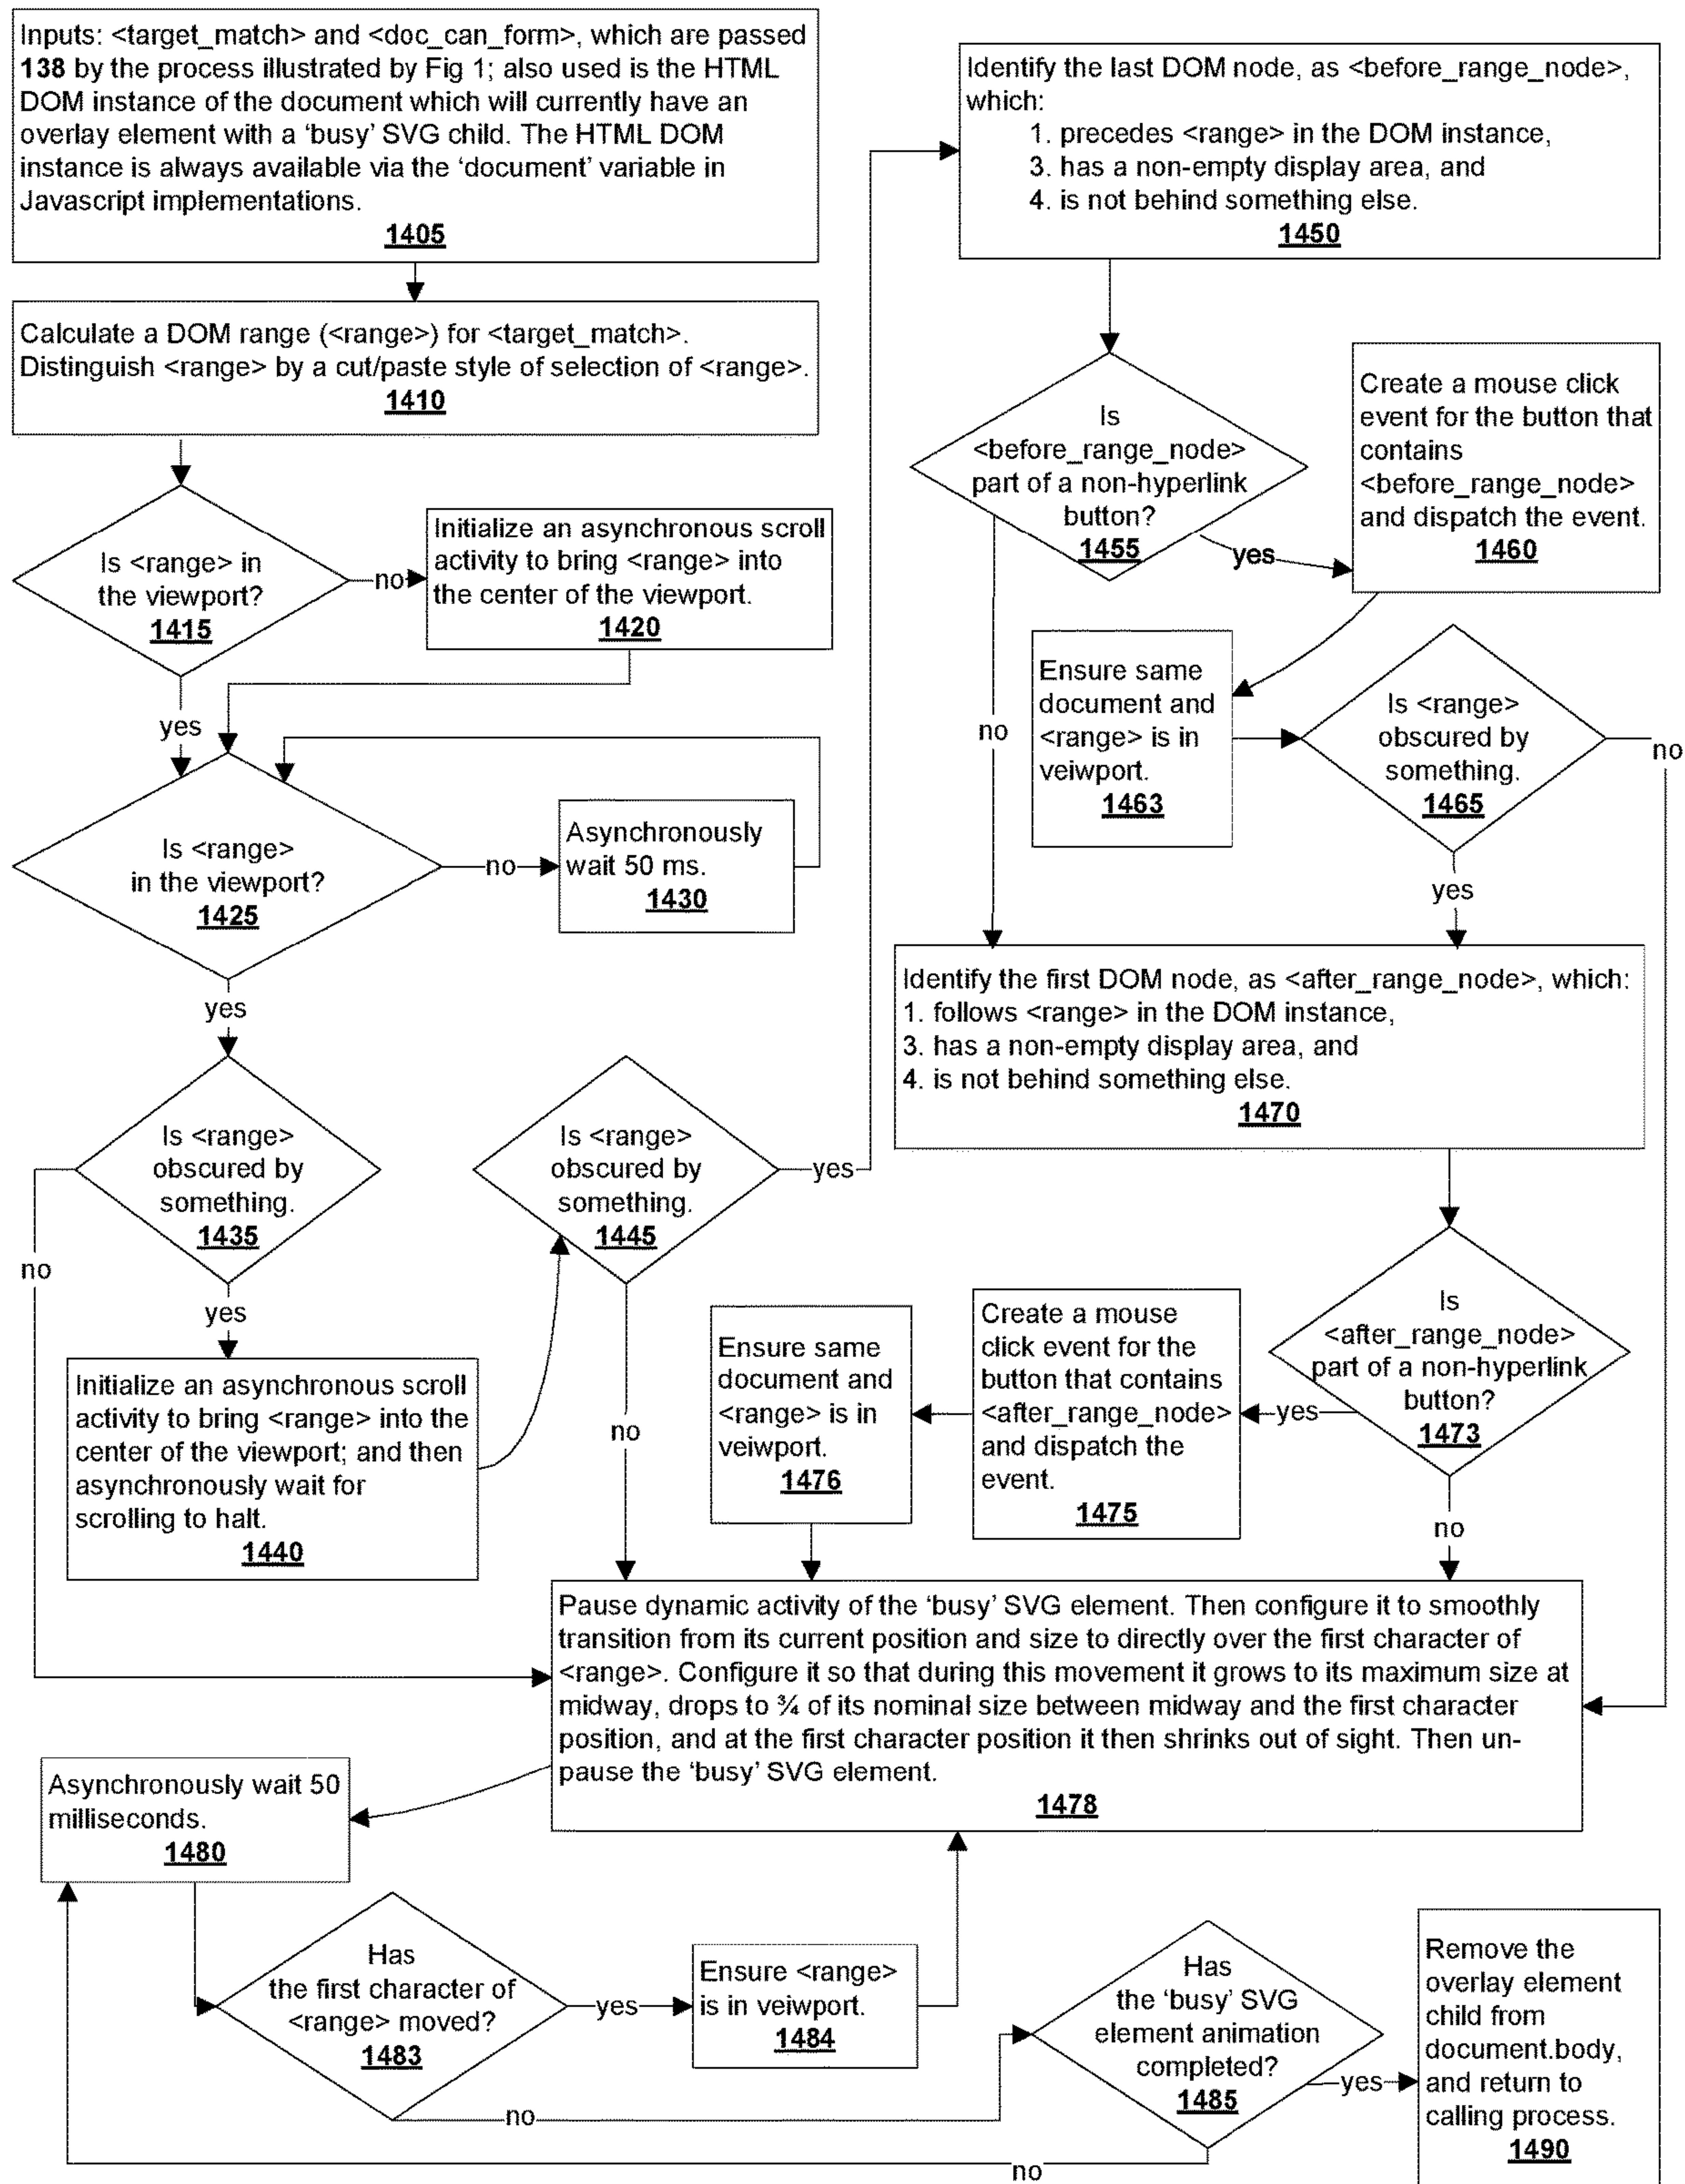 Inputs: <target_match> and <doc_can_form>, which are passed
138 by the process illustrated by Fig 1; also used is the HTML
DOM instance of the document which will currently have an
overlay element with a ‘busy’ SVG child. The HTML DOM
instance is always available via the ‘document’ variable in
Javascript implementations.
1405
Calculate a DOM range (<range>) for <target_match>.
Distinguish <range> by a cut/paste style of selection of <range>.
1410
Is <range> in
the viewport?
1415
no
Initialize an asynchronous scroll
activity to bring <range> into
the center of the viewport.
1420
yes
Is <range>
in the viewport?
1425
no
Asynchronously
wait 50 ms.
1430
yes
Is <range>
obscured by
something.
1435
no
yes
Initialize an asynchronous scroll
activity to bring <range> into the
center of the viewport; and then
asynchronously wait for
scrolling to halt.
1440
Is <range>
obscured by
something.
1445
yes
no
Identify the last DOM node, as <before_range_node>,
which:
1. precedes <range> in the DOM instance,
3. has a non-empty display area, and
4. is not behind something else.
1450
Is
<before_range_node>
part of a non-hyperlink
button?
1455
yes
no
Create a mouse click
event for the button that
contains
<before_range_node>
and dispatch the event.
1460
Ensure same
document and
<range> is in
veiwport.
1463
Is <range>
obscured by
something.
1465
no
yes
Identify the first DOM node, as <after_range_node>, which:
1. follows <range> in the DOM instance,
3. has a non-empty display area, and
4. is not behind something else.
1470
Is
<after_range_node>
part of a non-hyperlink
button?
1473
yes
no
Create a mouse
click event for the
button that contains
<after_range_node>
and dispatch the
event.
1475
Ensure same
document and
<range> is in
veiwport.
1476
Pause dynamic activity of the ‘busy’ SVG element. Then configure it to smoothly
transition from its current position and size to directly over the first character of
<range>. Configure it so that during this movement it grows to its maximum size at
midway, drops to ¾ of its nominal size between midway and the first character
position, and at the first character position it then shrinks out of sight. Then un-
pause the ‘busy’ SVG element.
1478
Asynchronously wait 50
milliseconds.
1480
Has
the first character of
<range> moved?
1483
yes
no
Ensure <range>
is in veiwport.
1484
Has
the ‘busy’ SVG
element animation
completed?
1485
yes
no
Remove the
overlay element
child from
document.body,
and return to
calling process.
1490